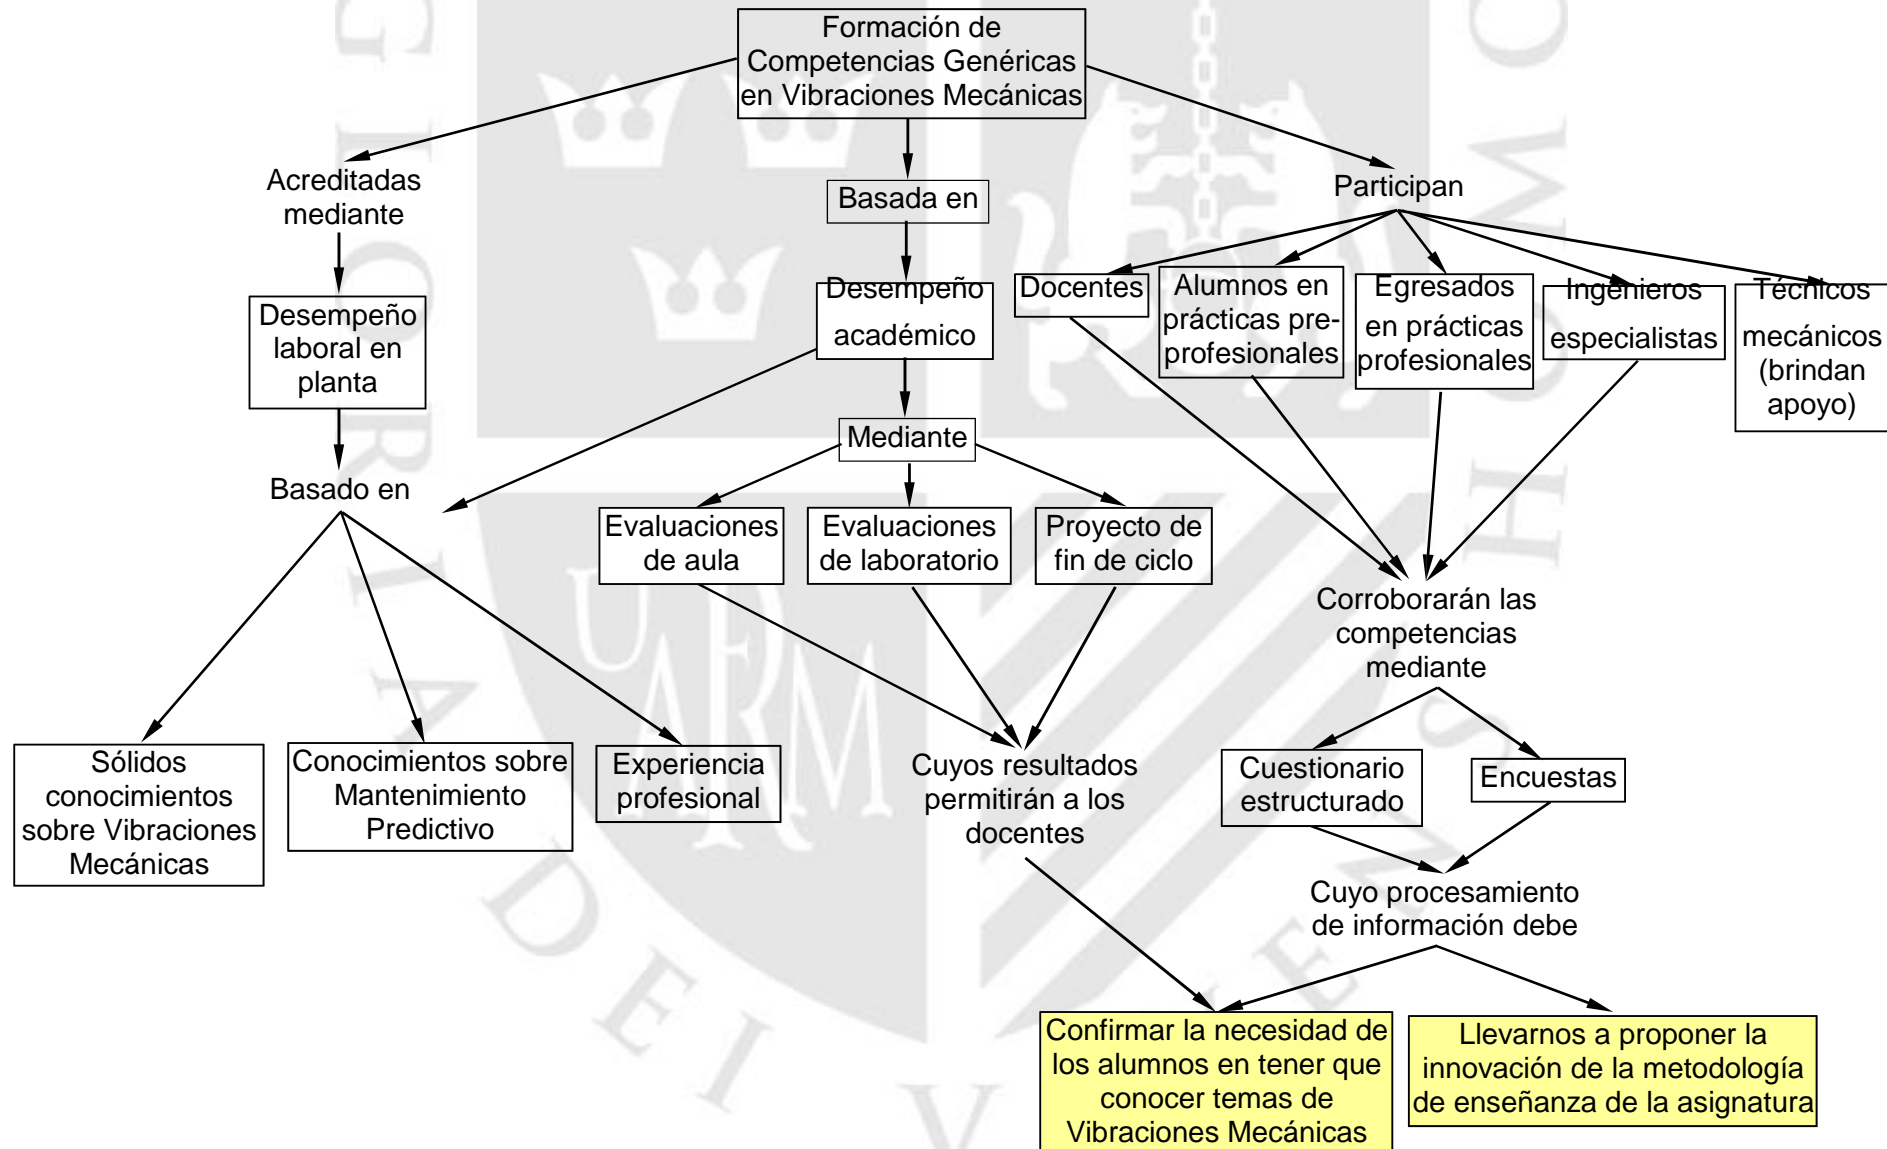 Formación de
Competencias Genéricas
en Vibraciones Mecánicas
Acreditadas
mediante
Basada en
Participan
Desempeño
laboral en
planta
Desempeño
académico
Docentes
Alumnos en
prácticas pre-
profesionales
Egresados
en prácticas
profesionales
Ingenieros
especialistas
Técnicos
mecánicos
(brindan
apoyo)
Mediante
Basado en
Evaluaciones
de aula
Evaluaciones
de laboratorio
Proyecto de
fin de ciclo
Corroborarán las
competencias
mediante
Sólidos
conocimientos
sobre Vibraciones
Mecánicas
Conocimientos sobre
Mantenimiento
Predictivo
Experiencia
profesional
Cuyos resultados
permitirán a los
docentes
Cuestionario
estructurado
Encuestas
Cuyo procesamiento
de información debe
Confirmar la necesidad de
los alumnos en tener que
conocer temas de
Vibraciones Mecánicas
Llevarnos a proponer la
innovación de la metodología
de enseñanza de la asignatura
UARM